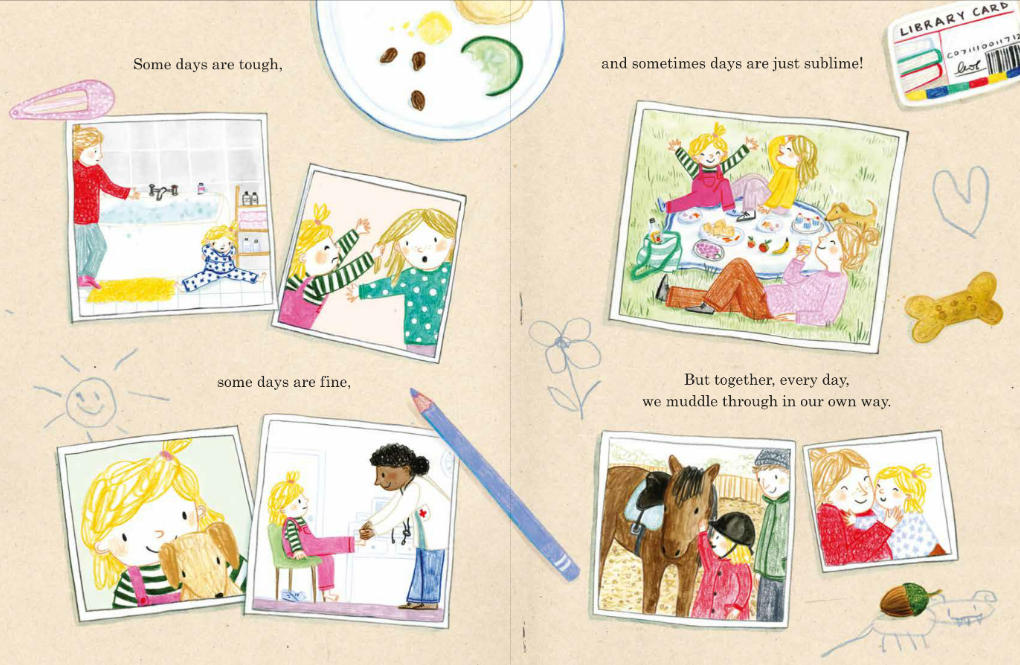 Some days are tough,
some days are fine,
and sometimes days are just sublime!
But together, every day,
we muddle through in our own way.
LIBRARY CARD